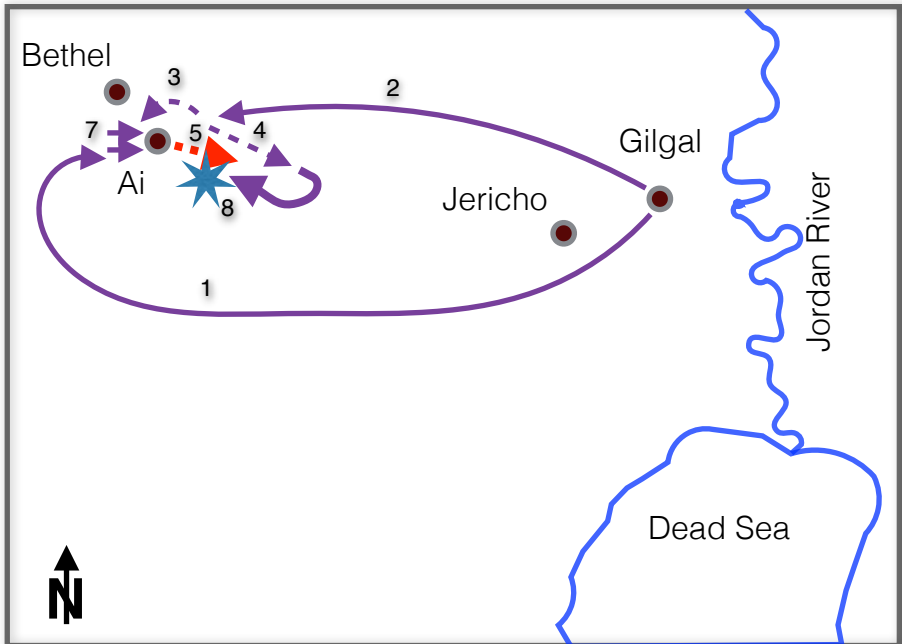 Bethel
3
2
7
5
4
Gilgal
Ai
8
Jericho
1
Jordan River
Dead Sea
N